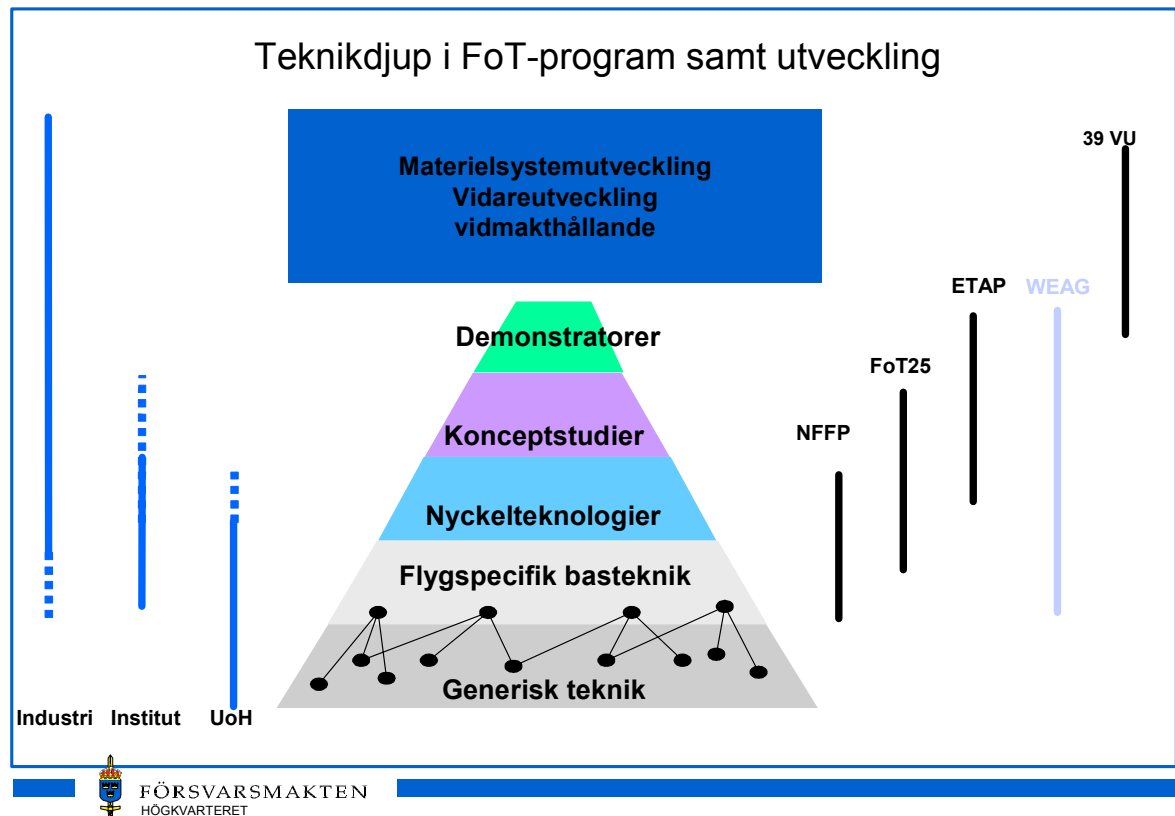 Teknikdjup i FoT-program samt utveckling
39 VU
Materielsystemutveckling
Vidareutveckling
vidmakthållande
ETAP
WEAG
Demonstratorer
FoT25
NFFP
Konceptstudier
Nyckelteknologier
Flygspecifik basteknik
Generisk teknik
Industri
Institut
UoH
FÖRSVARSMAKTEN
HÖGKVARTERET